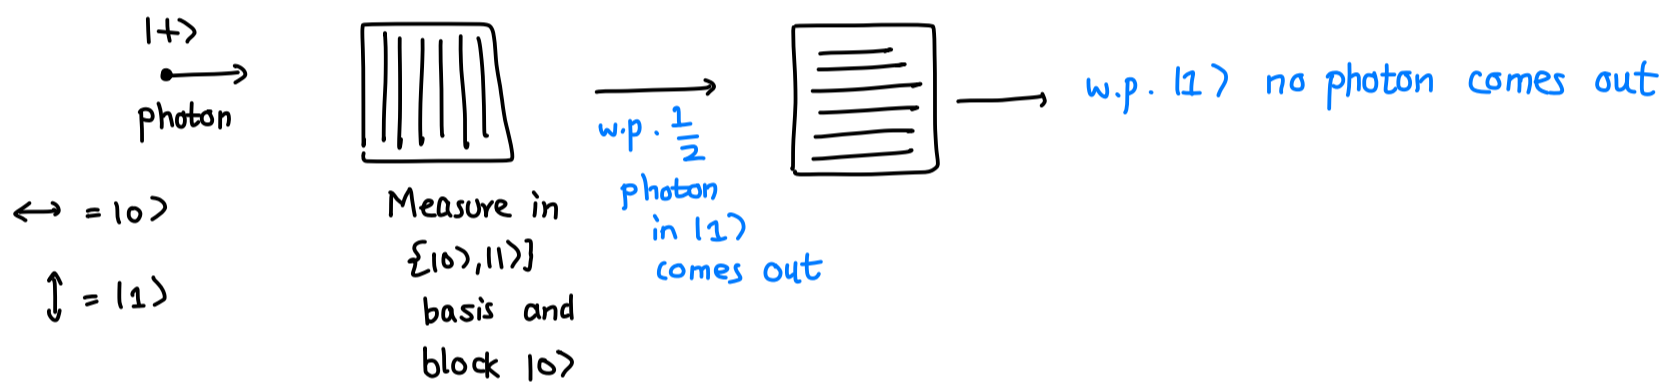 |+⟩
photon
↔ = |0⟩
↕ = |1⟩
Measure in
{|0⟩,|1⟩]
basis and
block |0⟩
w.p. 1/2
photon
in |1⟩
comes out
w.p. |1⟩ no photon comes out